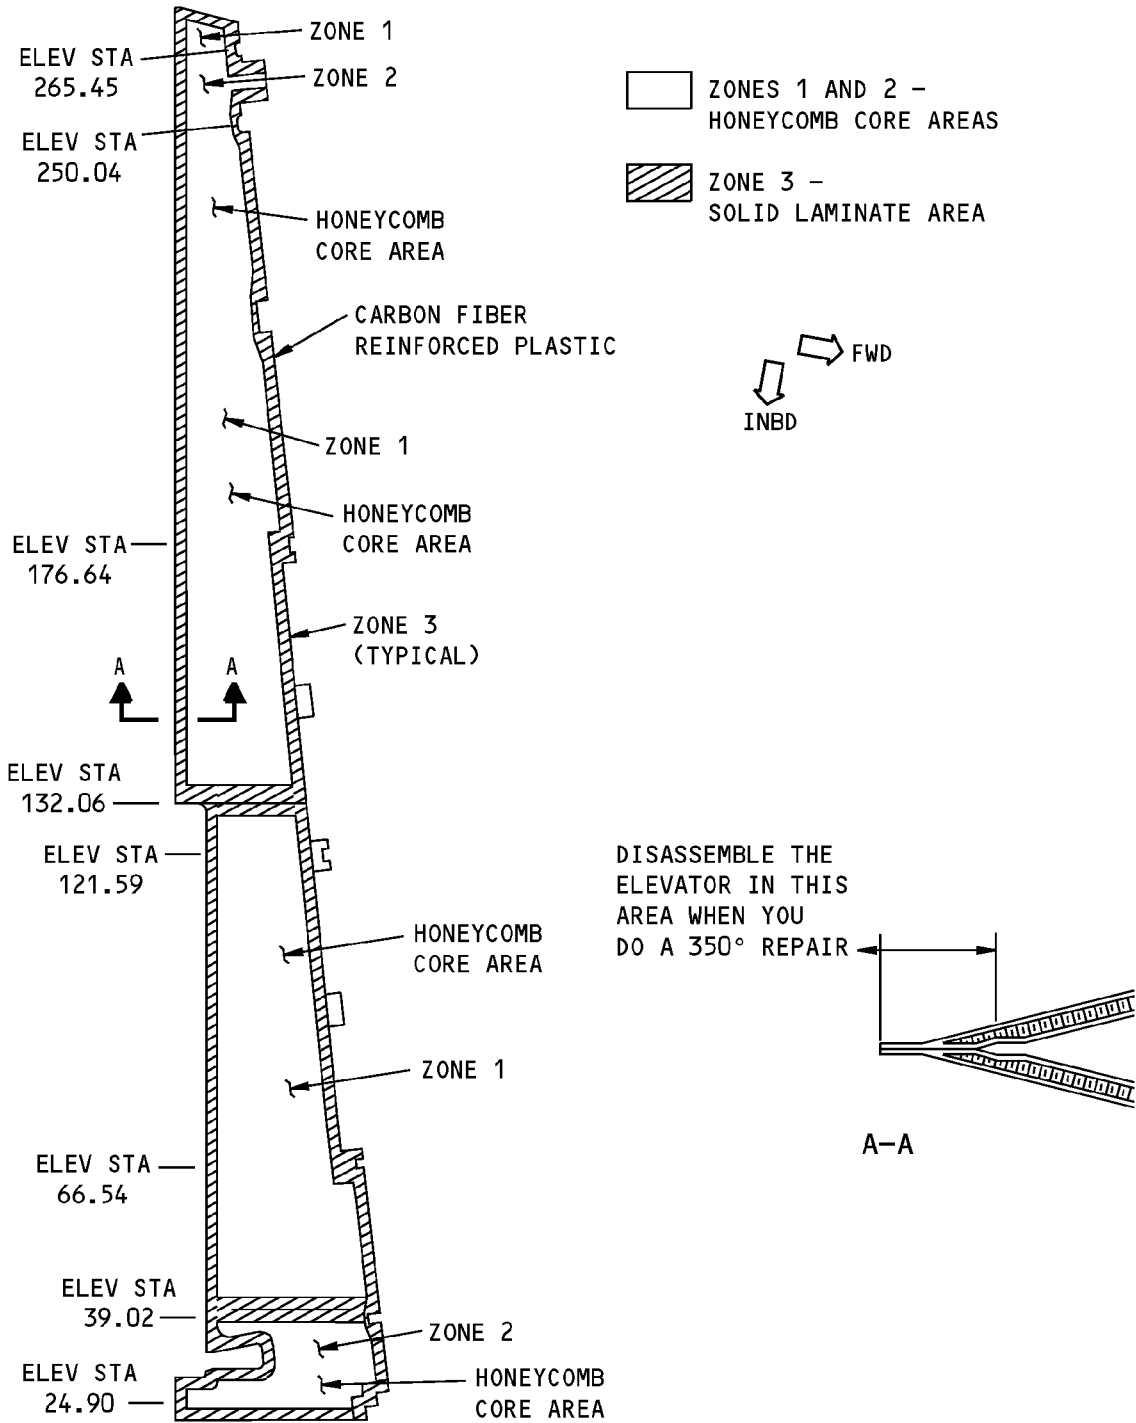 ZONE 1
ELEV STA
265.45
ZONE 2
ELEV STA
250.04
HONEYCOMB
CORE AREA
CARBON FIBER
REINFORCED PLASTIC
ZONE 1
HONEYCOMB
CORE AREA
ELEV STA
176.64
ZONE 3
(TYPICAL)
A
A
ELEV STA
132.06
ELEV STA
121.59
HONEYCOMB
CORE AREA
ZONE 1
ELEV STA
66.54
ELEV STA
39.02
ZONE 2
ELEV STA
24.90
HONEYCOMB
CORE AREA
ZONES 1 AND 2 –
HONEYCOMB CORE AREAS
ZONE 3 –
SOLID LAMINATE AREA
FWD
INBD
DISASSEMBLE THE
ELEVATOR IN THIS
AREA WHEN YOU
DO A 350° REPAIR
A–A